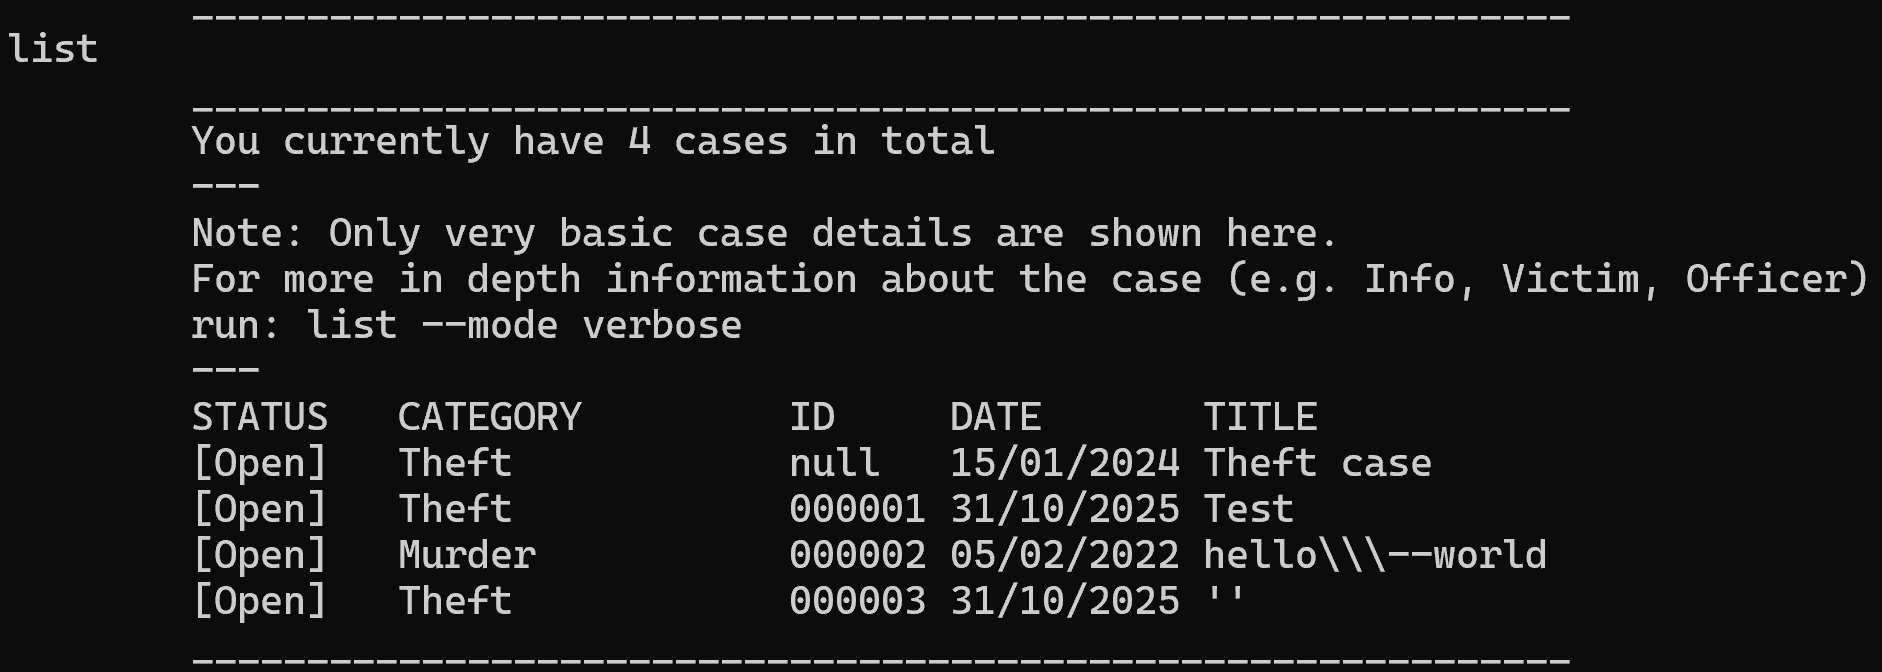 ------------------------------------------------------------
list
------------------------------------------------------------
You currently have 4 cases in total
---
Note: Only very basic case details are shown here.
For more in depth information about the case (e.g. Info, Victim, Officer)
run: list --mode verbose
---
STATUS   CATEGORY         ID     DATE       TITLE
[Open]   Theft            null   15/01/2024 Theft case
[Open]   Theft            000001 31/10/2025 Test
[Open]   Murder           000002 05/02/2022 hello\\\--world
[Open]   Theft            000003 31/10/2025 ''
------------------------------------------------------------